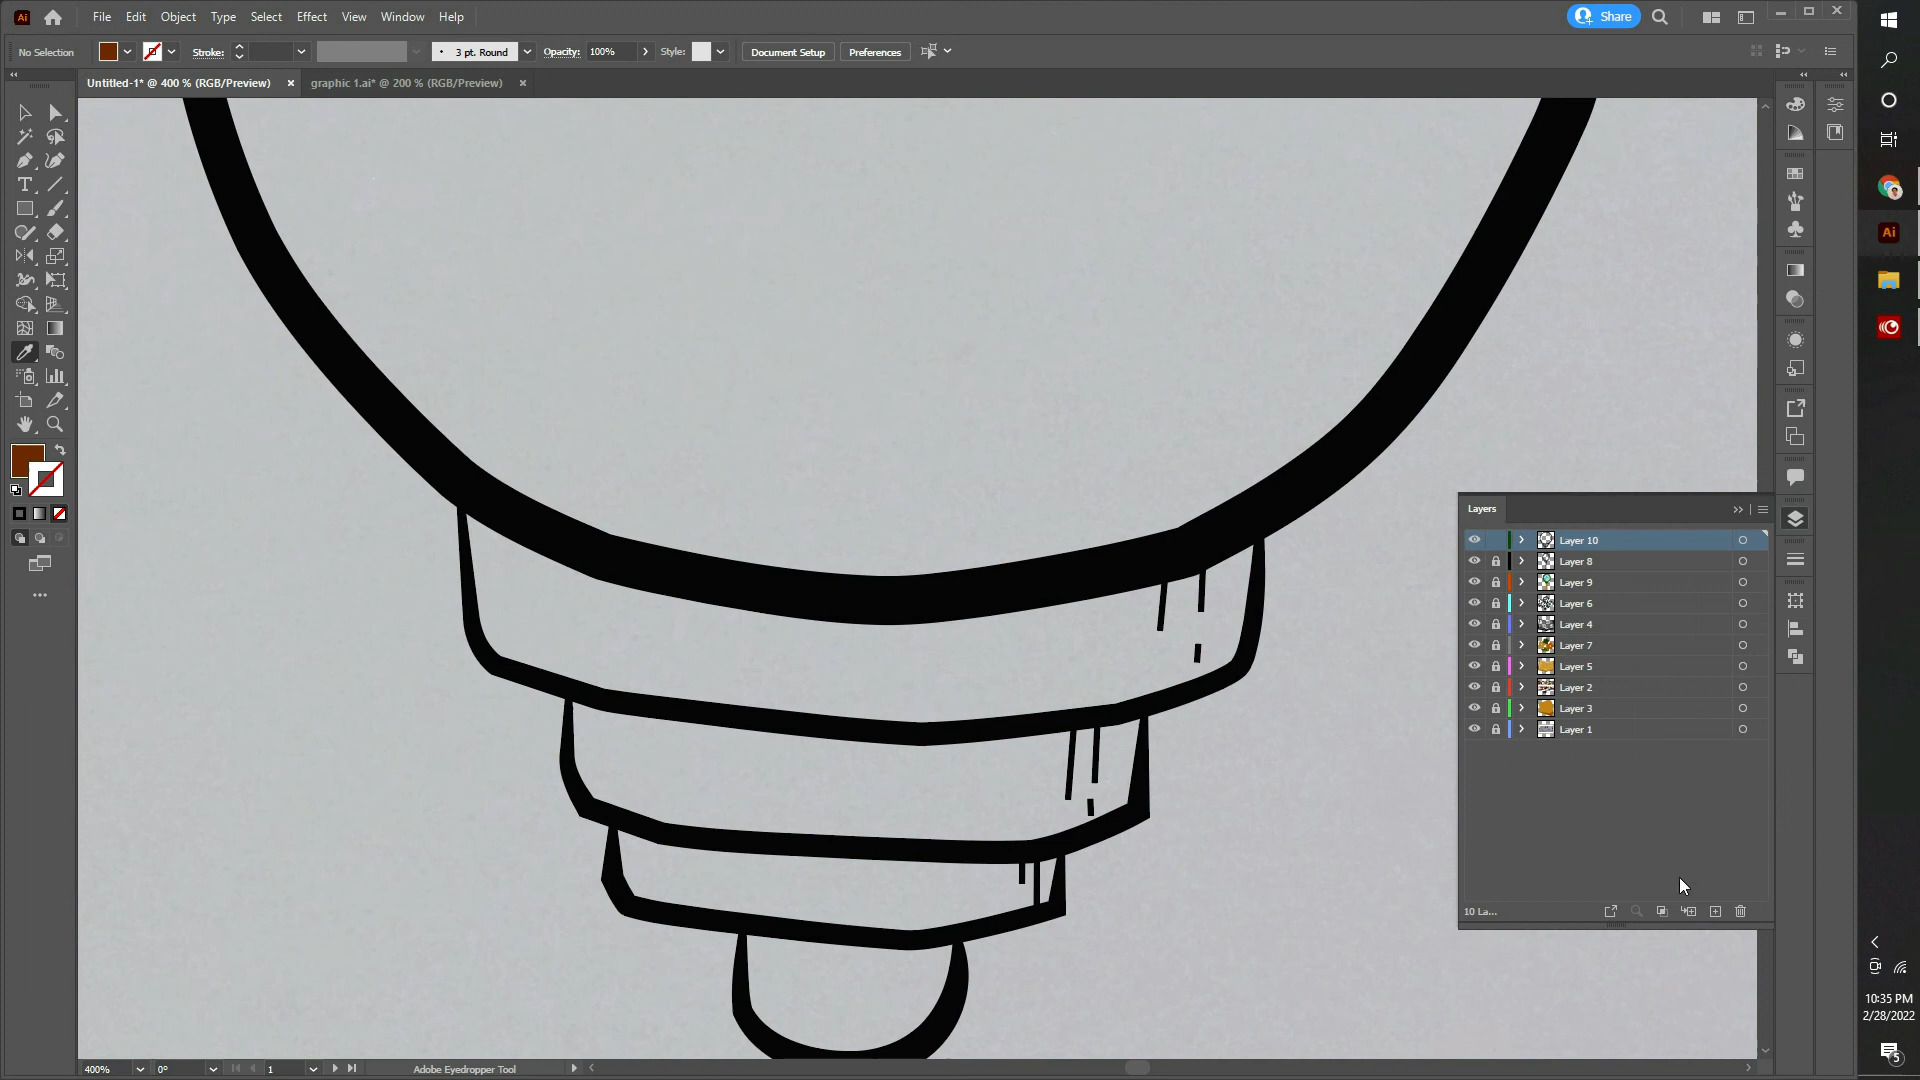 Ai File Edit Object Type Select Effect View Window Help Share
No Selection Stroke: 3 pt. Round Opacity: 100% Style: Document Setup Preferences
Untitled-1* @ 400 % (RGB/Preview) × graphic 1.ai* @ 200 % (RGB/Preview) ×
Ai
Layers
Layer 10
Layer 8
Layer 9
Layer 6
Layer 4
Layer 7
Layer 5
Layer 2
Layer 3
Layer 1
10 La...
10:35 PM
2/28/2022
5
400% 0° 1 Adobe Eyedropper Tool